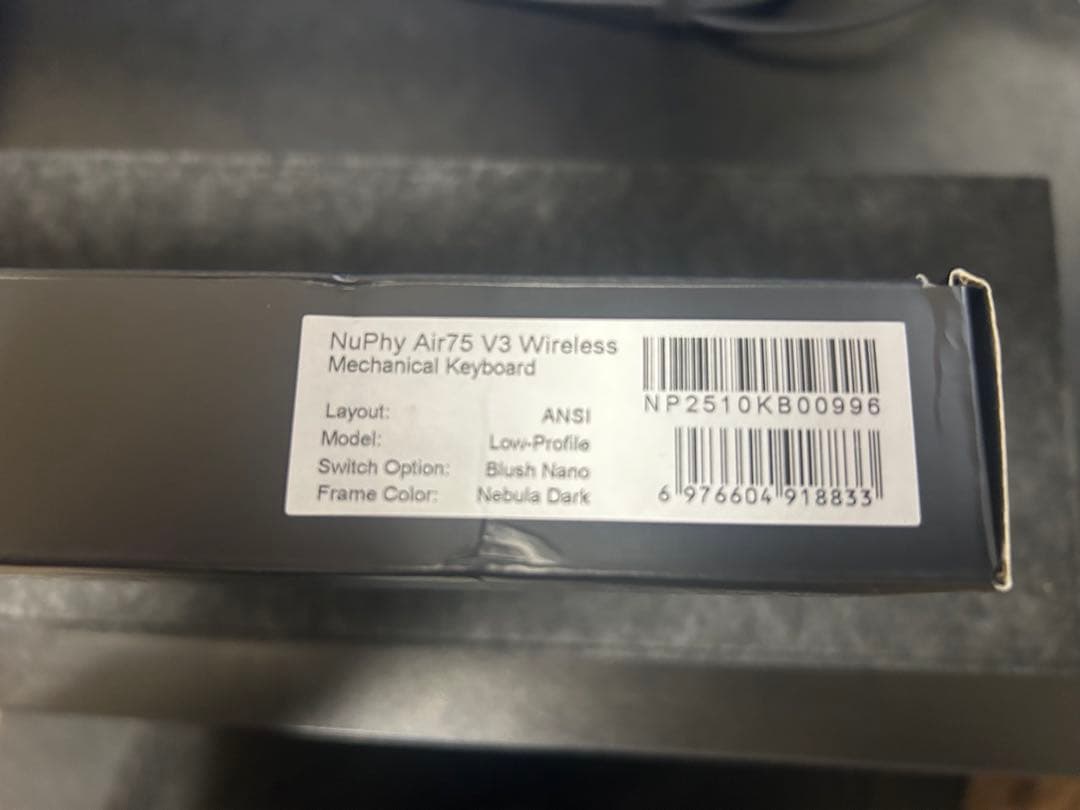 NuPhy Air75 V3 Wireless
Mechanical Keyboard
Layout: ANSI
Model: Low-Profile
Switch Option: Blush Nano
Frame Color: Nebula Dark
NP2510KB00996
6 976604 918833